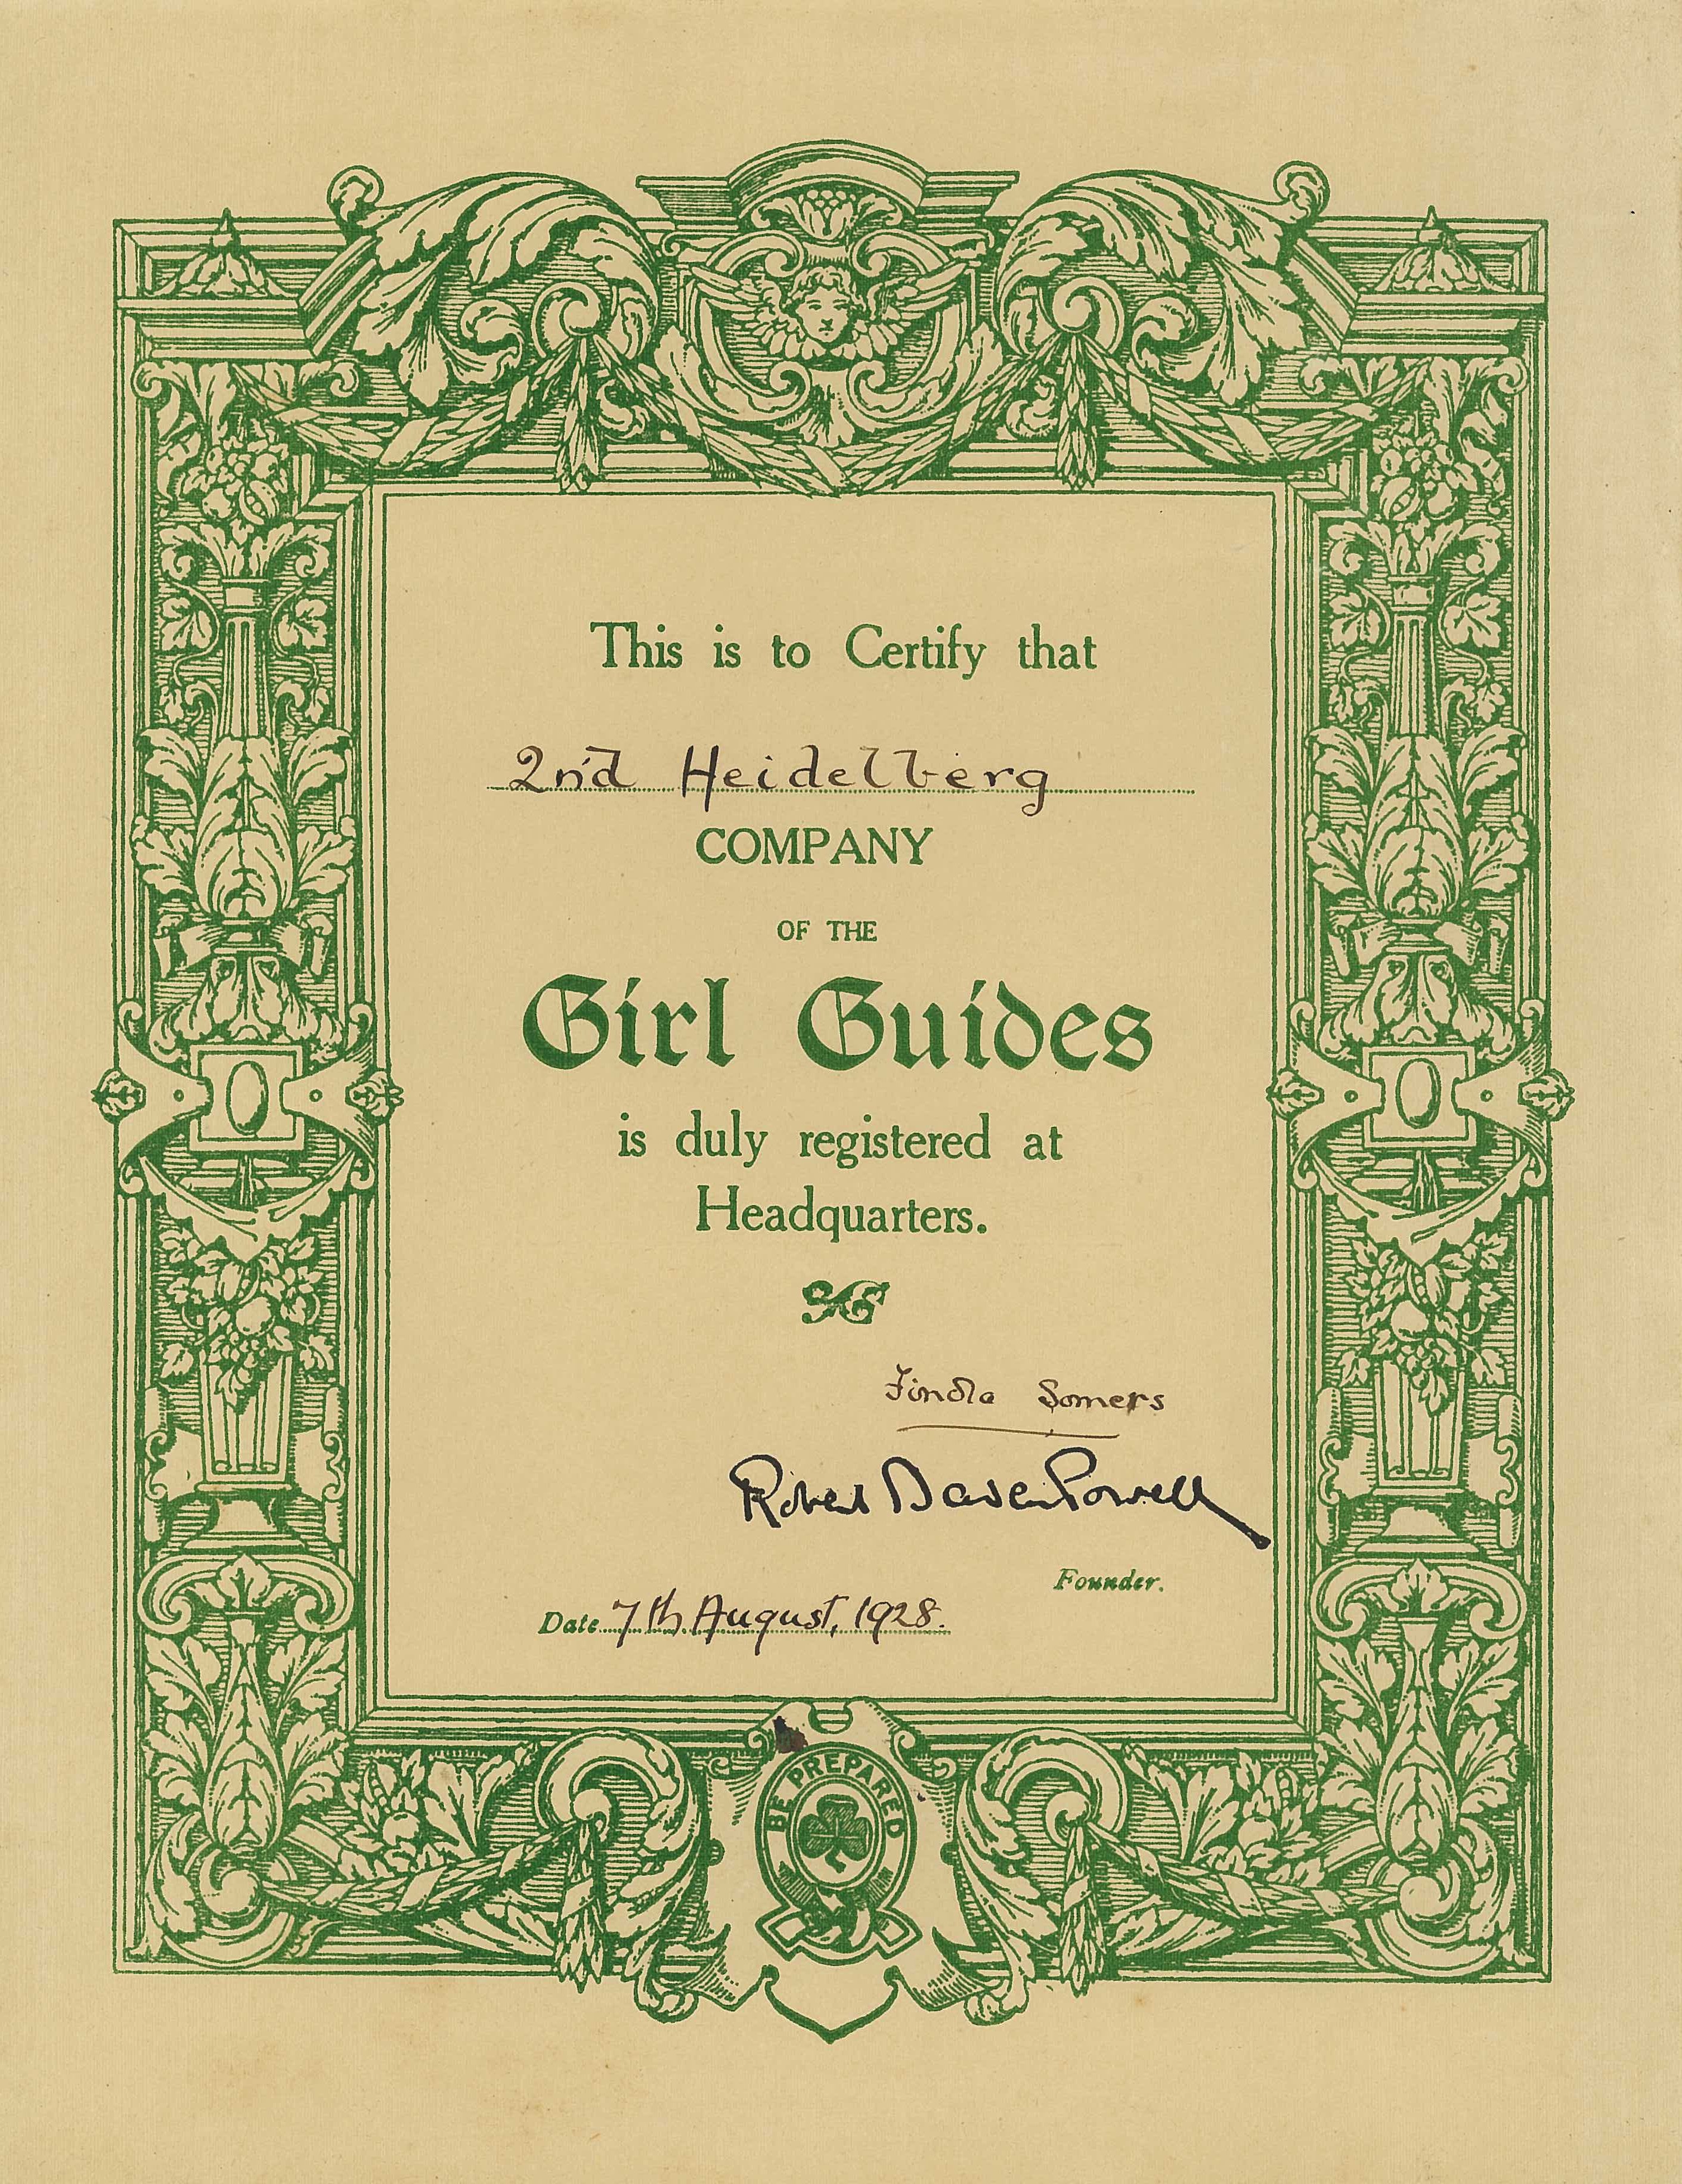 This is to Certify that
2nd Heidelberg
COMPANY
OF THE
Girl Guides
is duly registered at
Headquarters.
Somers
Robert Baden Powell
Founder.
Date 7th August, 1928.
BE PREPARED